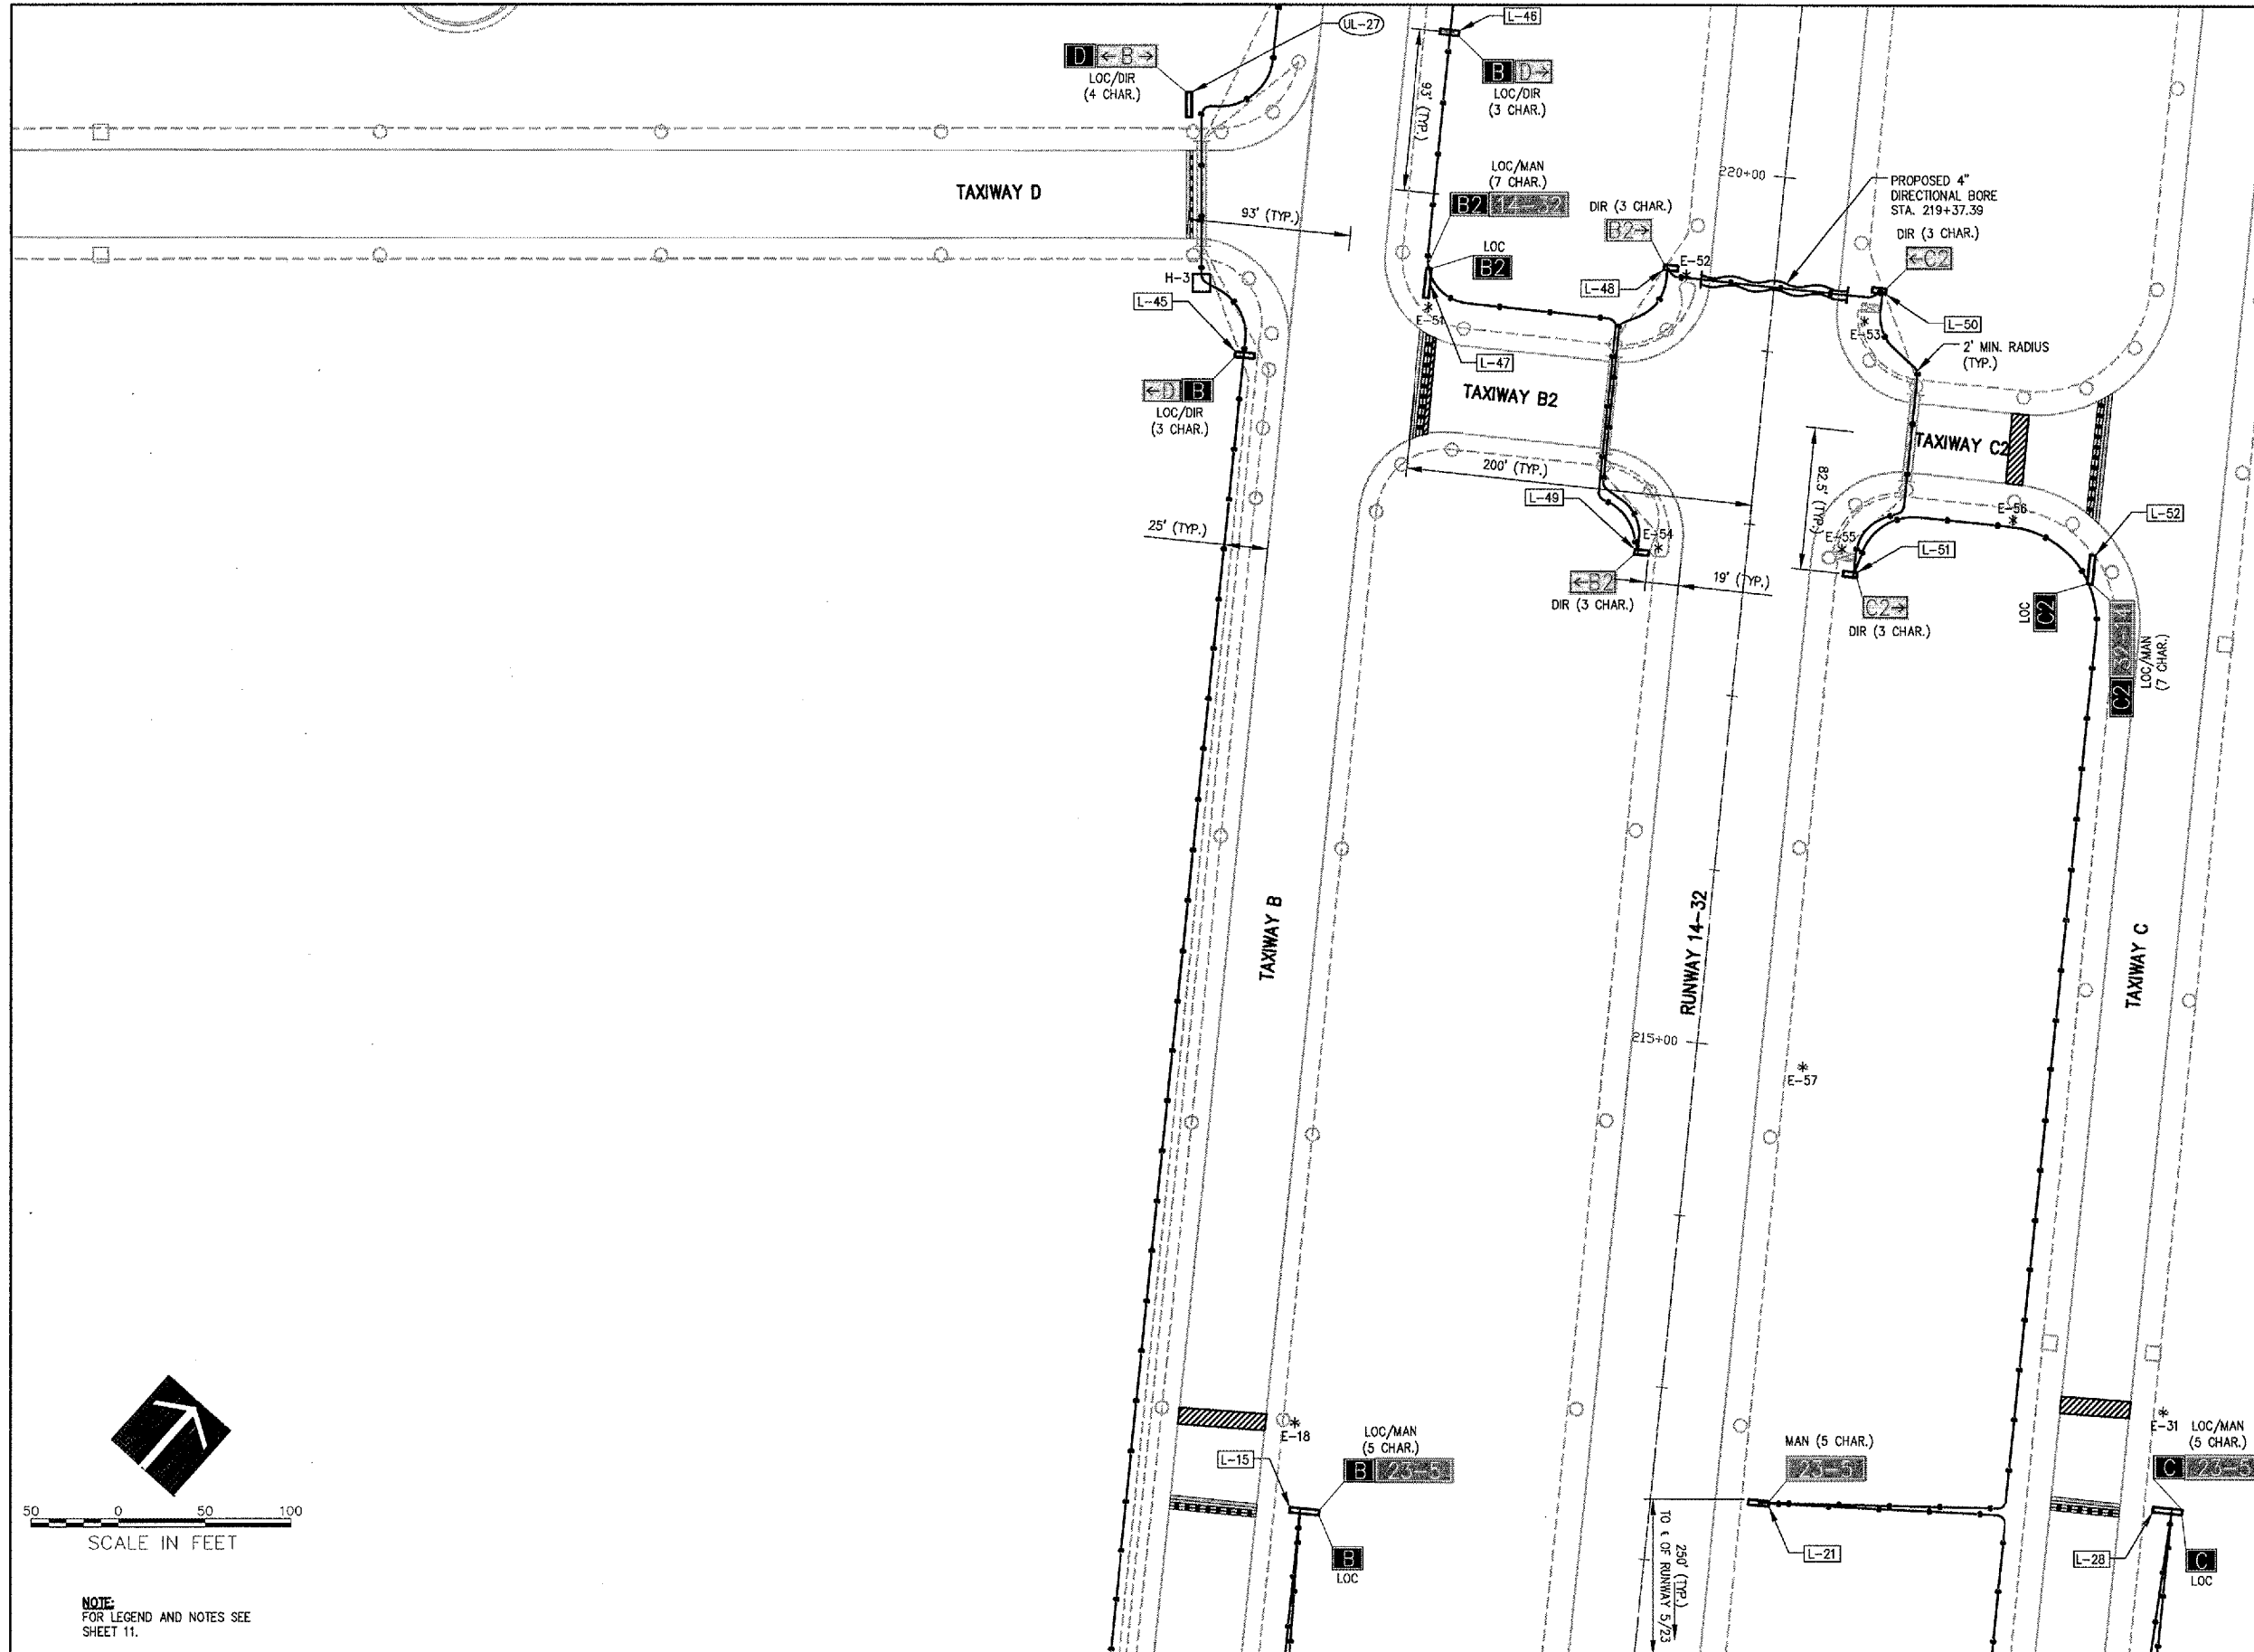 L-46
UL-27
D ←B→
LOC/DIR
(4 CHAR.)
B D→
LOC/DIR
(3 CHAR.)
93' (TYP.)
TAXIWAY D
93' (TYP.)
LOC/MAN
(7 CHAR.)
B2 14-32
DIR (3 CHAR.)
B2→
LOC
B2
220+00
PROPOSED 4"
DIRECTIONAL BORE
STA. 219+37.39
DIR (3 CHAR.)
←C2
H-3
L-45
E-51
L-48
E-52
E-53
L-50
L-47
2' MIN. RADIUS
(TYP.)
←D B
LOC/DIR
(3 CHAR.)
TAXIWAY B2
TAXIWAY C2
200' (TYP.)
82.5' (TYP.)
L-49
E-54
E-55
E-56
L-52
L-51
25' (TYP.)
←B2
DIR (3 CHAR.)
19' (TYP.)
C2→
DIR (3 CHAR.)
LOC
C2
C2
LOC/MAN
(7 CHAR.)
TAXIWAY B
RUNWAY 14-32
TAXIWAY C
215+00
E-57
E-18
LOC/MAN
(5 CHAR.)
B 23-5
L-15
B
LOC
MAN (5 CHAR.)
23-5
L-21
250' (TYP.)
TO ℄ OF RUNWAY 5/23
E-31
LOC/MAN
(5 CHAR.)
C 23-5
L-28
C
LOC
50 0 50 100
SCALE IN FEET
NOTE:
FOR LEGEND AND NOTES SEE
SHEET 11.